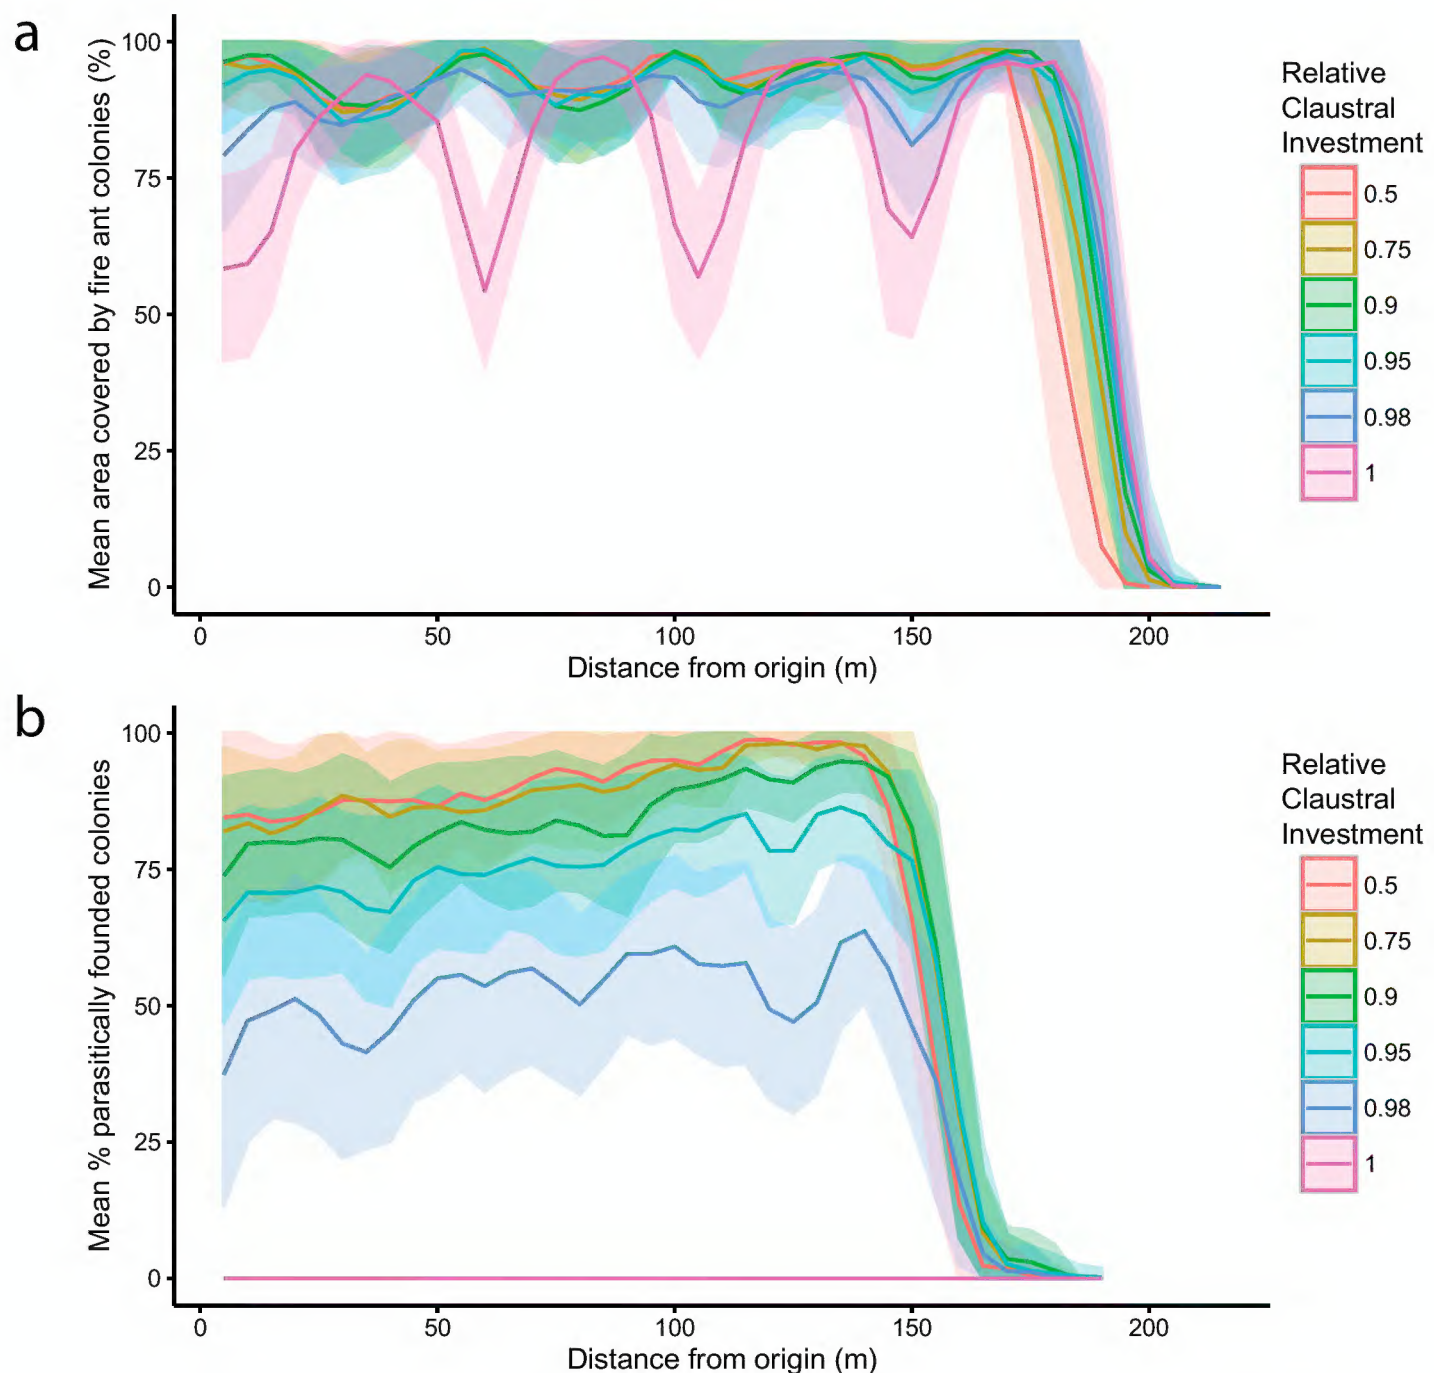 a
Mean area covered by fire ant colonies (%)
100
75
50
25
0
0
50
100
150
200
Distance from origin (m)
Relative
Claustral
Investment
0.5
0.75
0.9
0.95
0.98
1
b
Mean % parasitically founded colonies
100
75
50
25
0
0
50
100
150
200
Distance from origin (m)
Relative
Claustral
Investment
0.5
0.75
0.9
0.95
0.98
1